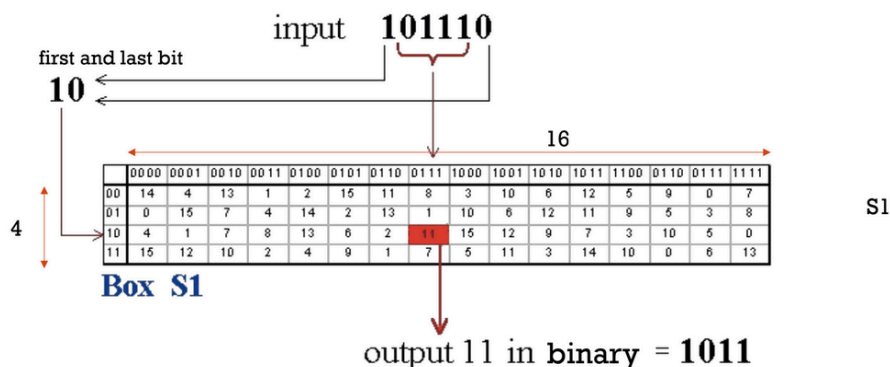 input 101110
first and last bit
10
16
0000 0001 0010 0011 0100 0101 0110 0111 1000 1001 1010 1011 1100 0110 0111 1111
00 14 4 13 1 2 15 11 8 3 10 6 12 5 9 0 7
01 0 15 7 4 14 2 13 1 10 6 12 11 9 5 3 8
10 4 1 7 8 13 6 2 11 15 12 9 7 3 10 5 0
11 15 12 10 2 4 9 1 7 5 11 3 14 10 0 6 13
4
S1
Box S1
output 11 in binary = 1011